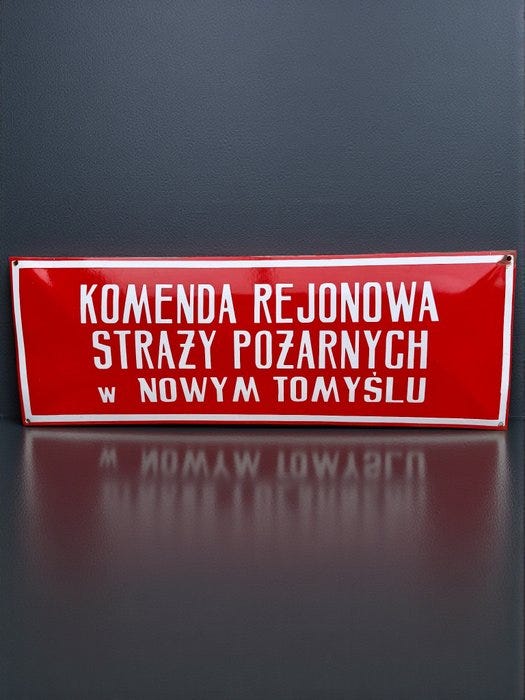 KOMENDA REJONOWA
STRAŻY POŻARNYCH
w NOWYM TOMYŚLU